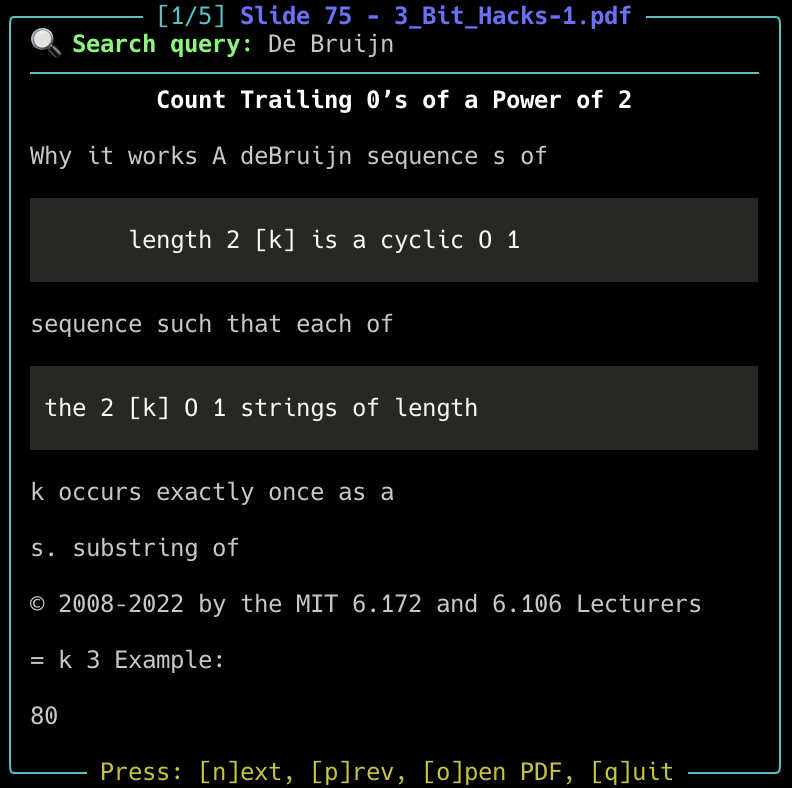 [1/5] Slide 75 - 3_Bit_Hacks-1.pdf
🔍 Search query: De Bruijn
Count Trailing 0’s of a Power of 2
Why it works A deBruijn sequence s of
length 2 [k] is a cyclic 0 1
sequence such that each of
the 2 [k] 0 1 strings of length
k occurs exactly once as a
s. substring of
© 2008-2022 by the MIT 6.172 and 6.106 Lecturers
= k 3 Example:
80
Press: [n]ext, [p]rev, [o]pen PDF, [q]uit